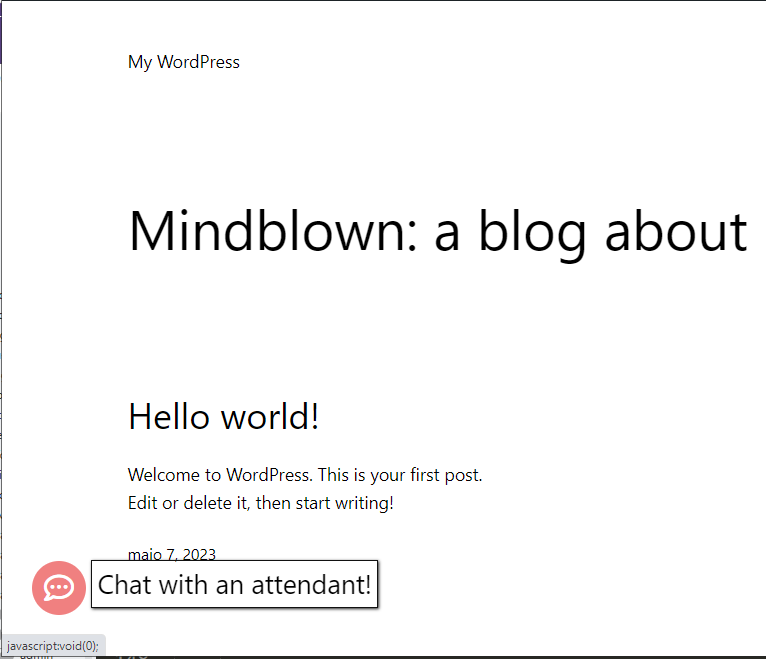 My WordPress
Mindblown: a blog about
Hello world!
Welcome to WordPress. This is your first post.
Edit or delete it, then start writing!
maio 7, 2023
Chat with an attendant!
javascript:void(0);